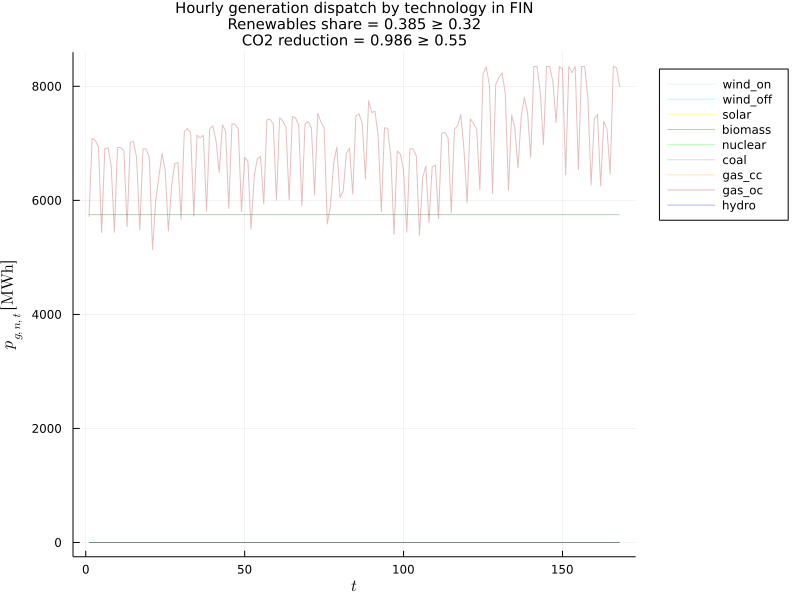 Hourly generation dispatch by technology in FIN
Renewables share = 0.385 ≥ 0.32
CO2 reduction = 0.986 ≥ 0.55
p_{g, n, t} [MWh]
8000
6000
4000
2000
0
0 50 100 150
t
wind_on
wind_off
solar
biomass
nuclear
coal
gas_cc
gas_oc
hydro